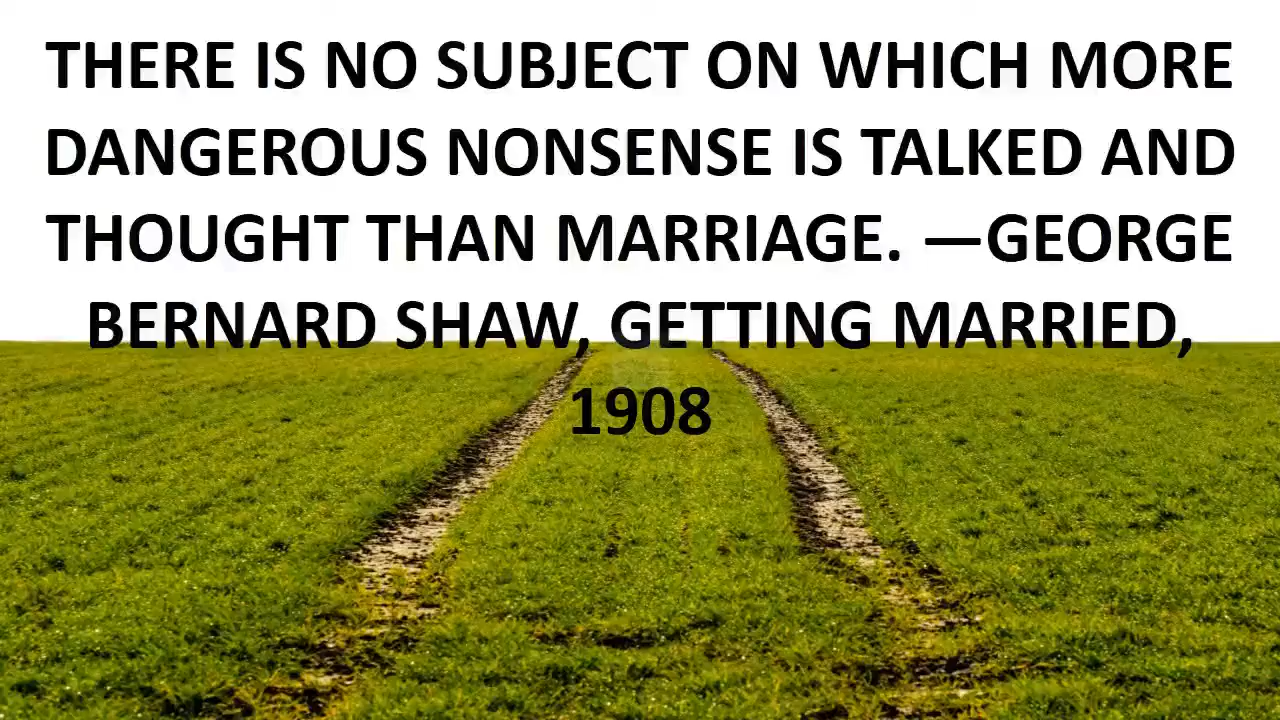 THERE IS NO SUBJECT ON WHICH MORE
DANGEROUS NONSENSE IS TALKED AND
THOUGHT THAN MARRIAGE. —GEORGE
BERNARD SHAW, GETTING MARRIED,
1908